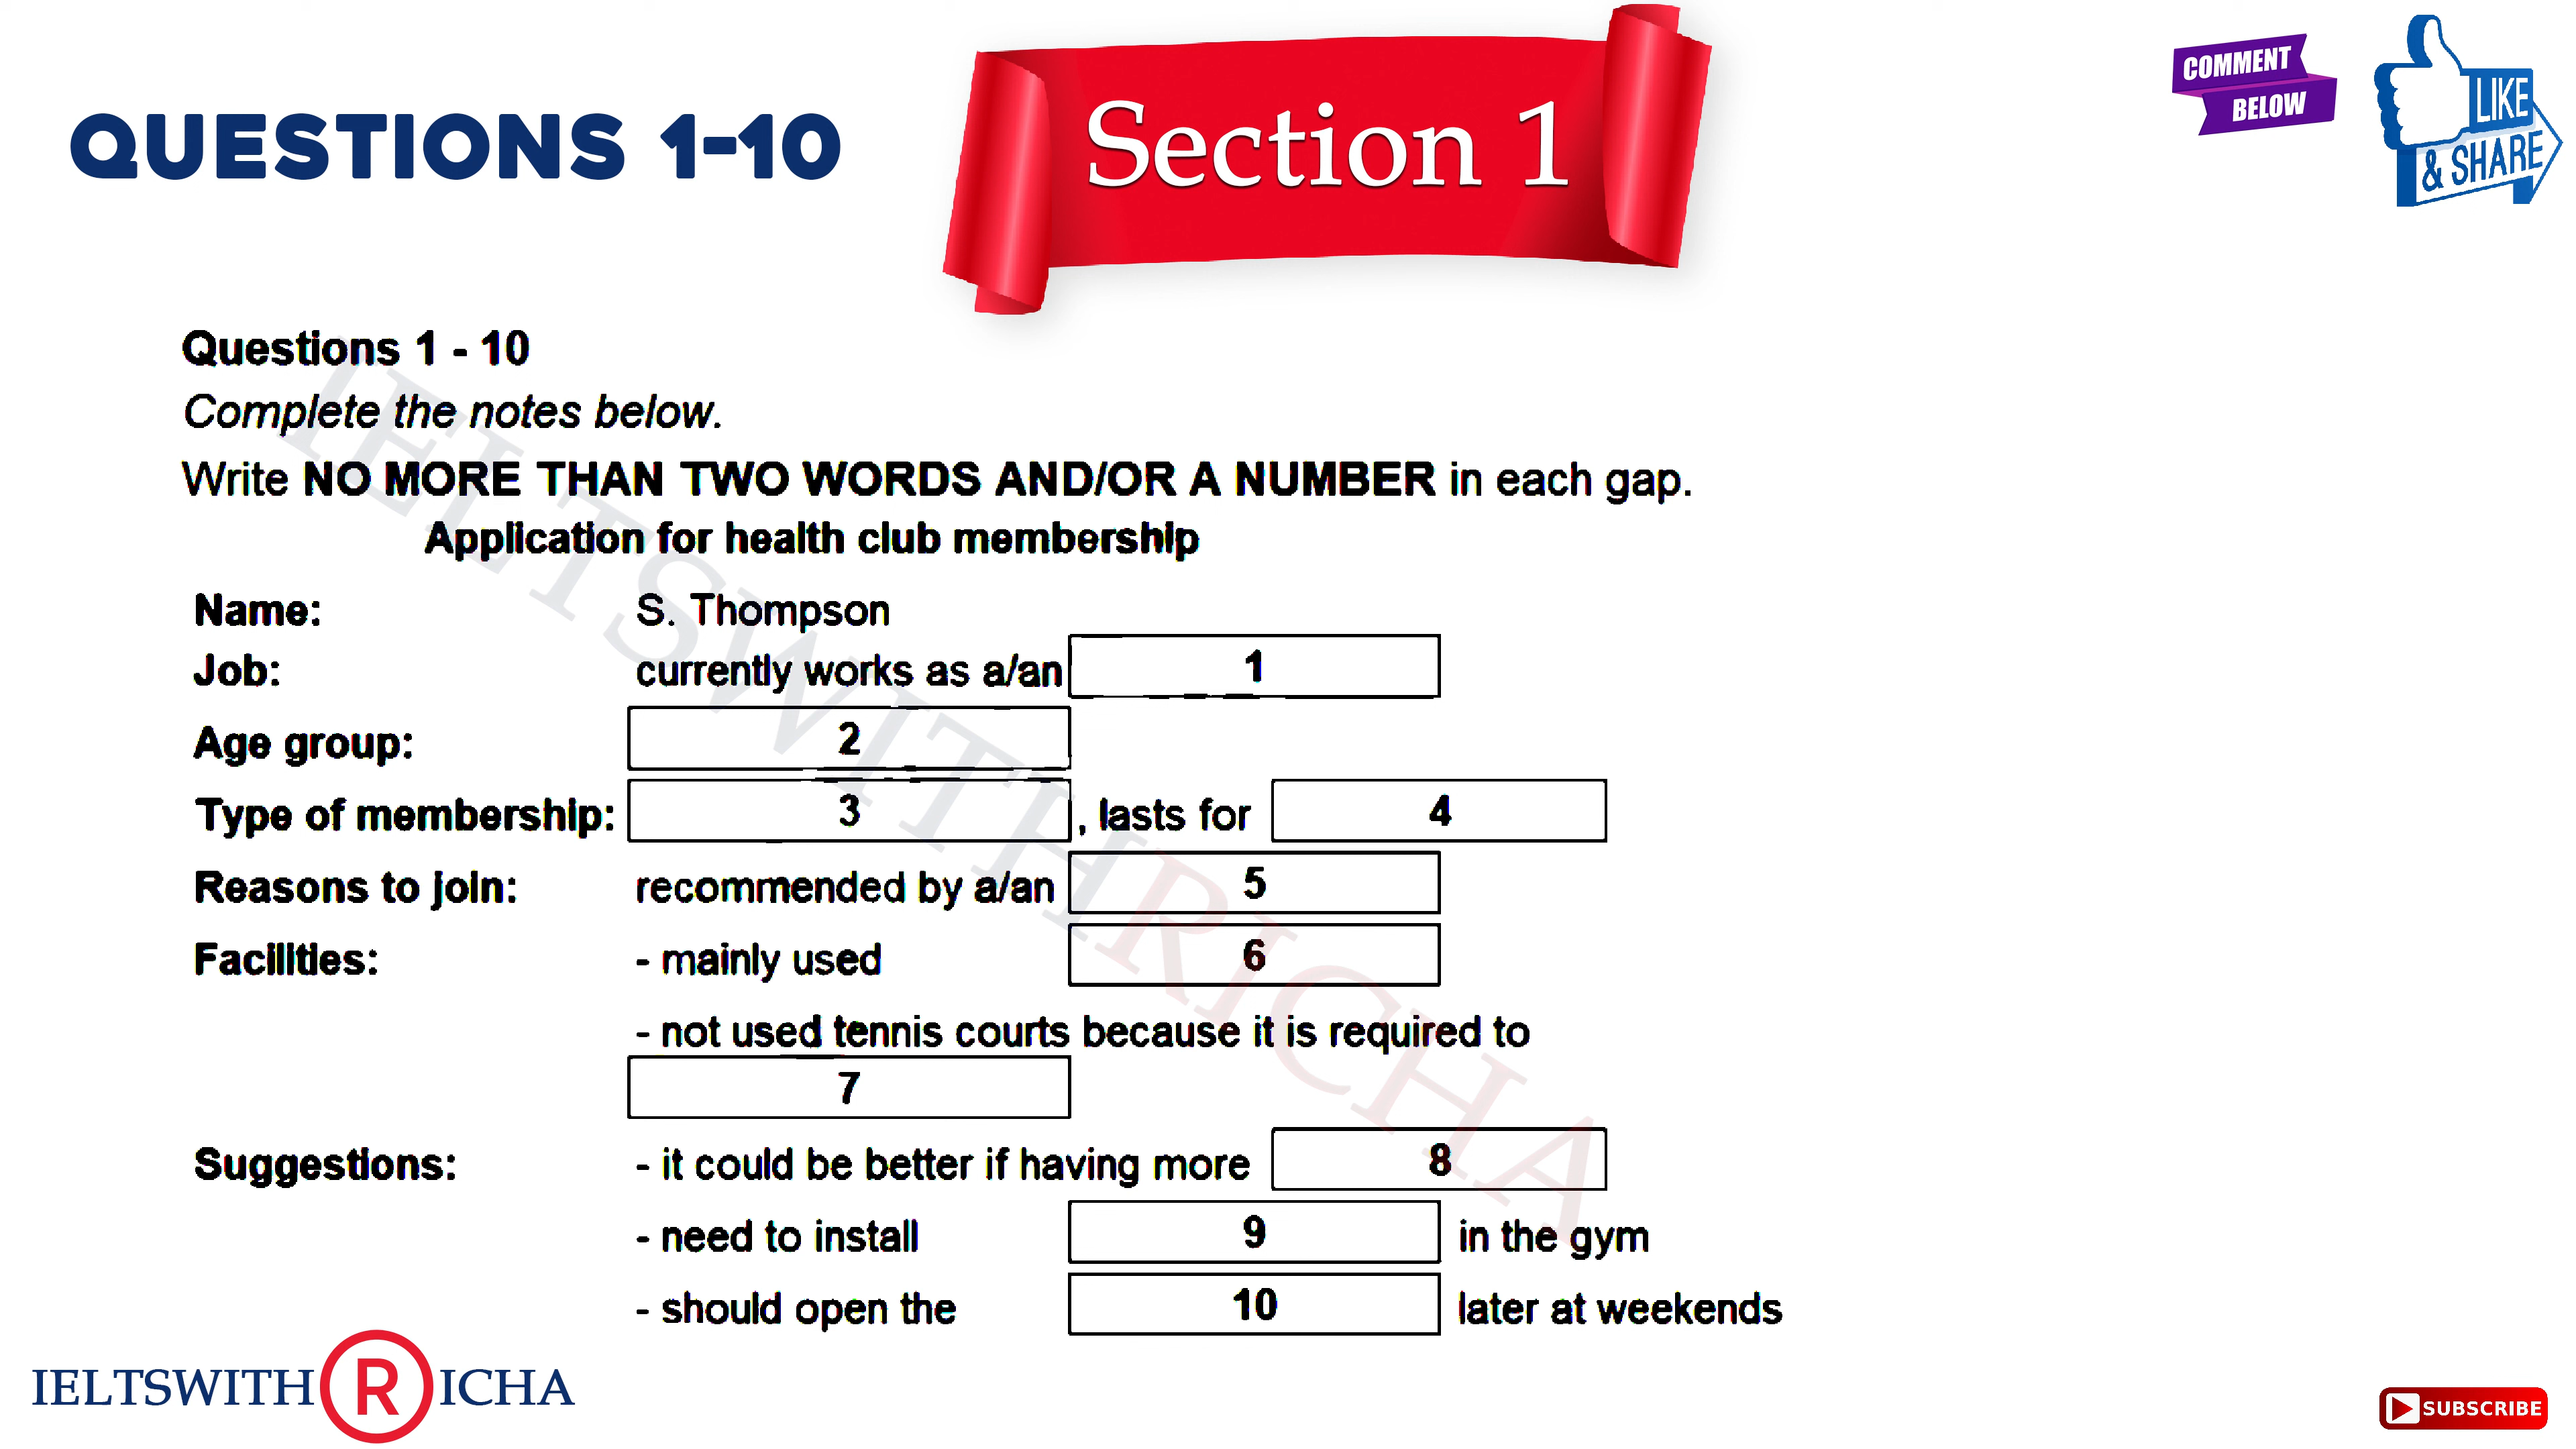 QUESTIONS 1-10
Section 1
COMMENT
BELOW
LIKE
& SHARE
Questions 1 - 10
Complete the notes below.
Write NO MORE THAN TWO WORDS AND/OR A NUMBER in each gap.
Application for health club membership
Name: S. Thompson
Job: currently works as a/an 1
Age group: 2
Type of membership: 3 , lasts for 4
Reasons to join: recommended by a/an 5
Facilities: - mainly used 6
- not used tennis courts because it is required to
7
Suggestions: - it could be better if having more 8
- need to install 9 in the gym
- should open the 10 later at weekends
IELTSWITHRICHA
IELTSWITHRICHA
SUBSCRIBE